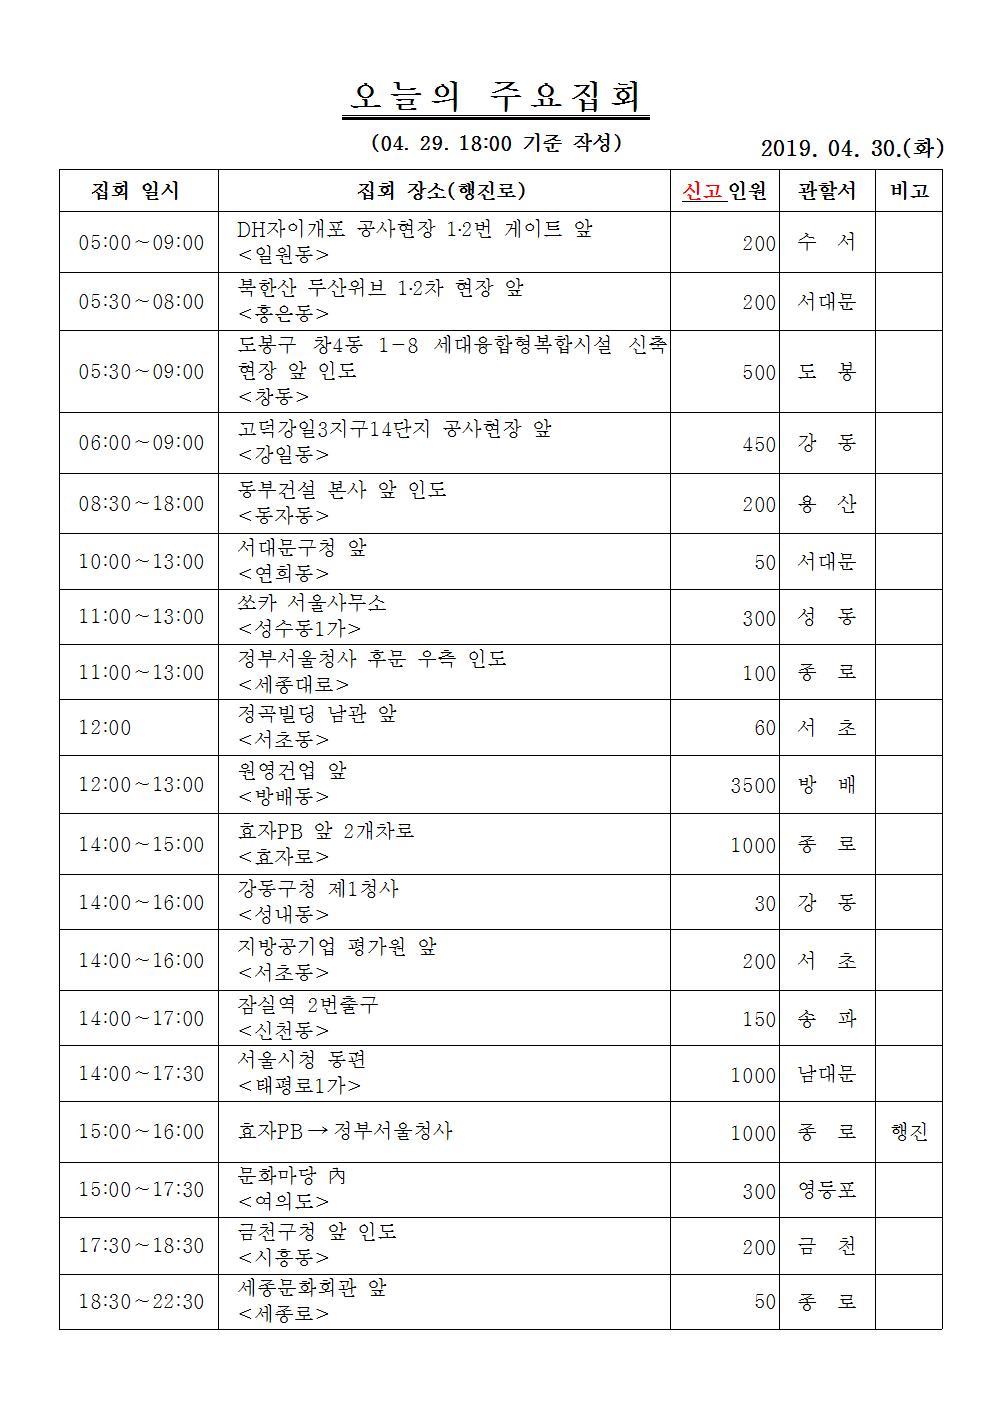 오늘의 주요집회
(04. 29. 18:00 기준 작성)
2019. 04. 30.(화)
집회 일시 집회 장소(행진로) 신고인원 관할서 비고
05:00~09:00 DH자이개포 공사현장 1·2번 게이트 앞 200 수 서
<일원동>
05:30~08:00 북한산 두산위브 1·2차 현장 앞 200 서대문
<홍은동>
도봉구 창4동 1-8 세대융합형복합시설 신축
05:30~09:00 현장 앞 인도 500 도 봉
<창동>
06:00~09:00 고덕강일3지구14단지 공사현장 앞 450 강 동
<강일동>
08:30~18:00 동부건설 본사 앞 인도 200 용 산
<동자동>
10:00~13:00 서대문구청 앞 50 서대문
<연희동>
11:00~13:00 쏘카 서울사무소 300 성 동
<성수동1가>
11:00~13:00 정부서울청사 후문 우측 인도 100 종 로
<세종대로>
12:00 정곡빌딩 남관 앞 60 서 초
<서초동>
12:00~13:00 원영건업 앞 3500 방 배
<방배동>
14:00~15:00 효자PB 앞 2개차로 1000 종 로
<효자로>
14:00~16:00 강동구청 제1청사 30 강 동
<성내동>
14:00~16:00 지방공기업 평가원 앞 200 서 초
<서초동>
14:00~17:00 잠실역 2번출구 150 송 파
<신천동>
14:00~17:30 서울시청 동편 1000 남대문
<태평로1가>
15:00~16:00 효자PB→정부서울청사 1000 종 로 행진
15:00~17:30 문화마당 內 300 영등포
<여의도>
17:30~18:30 금천구청 앞 인도 200 금 천
<시흥동>
18:30~22:30 세종문화회관 앞 50 종 로
<세종로>